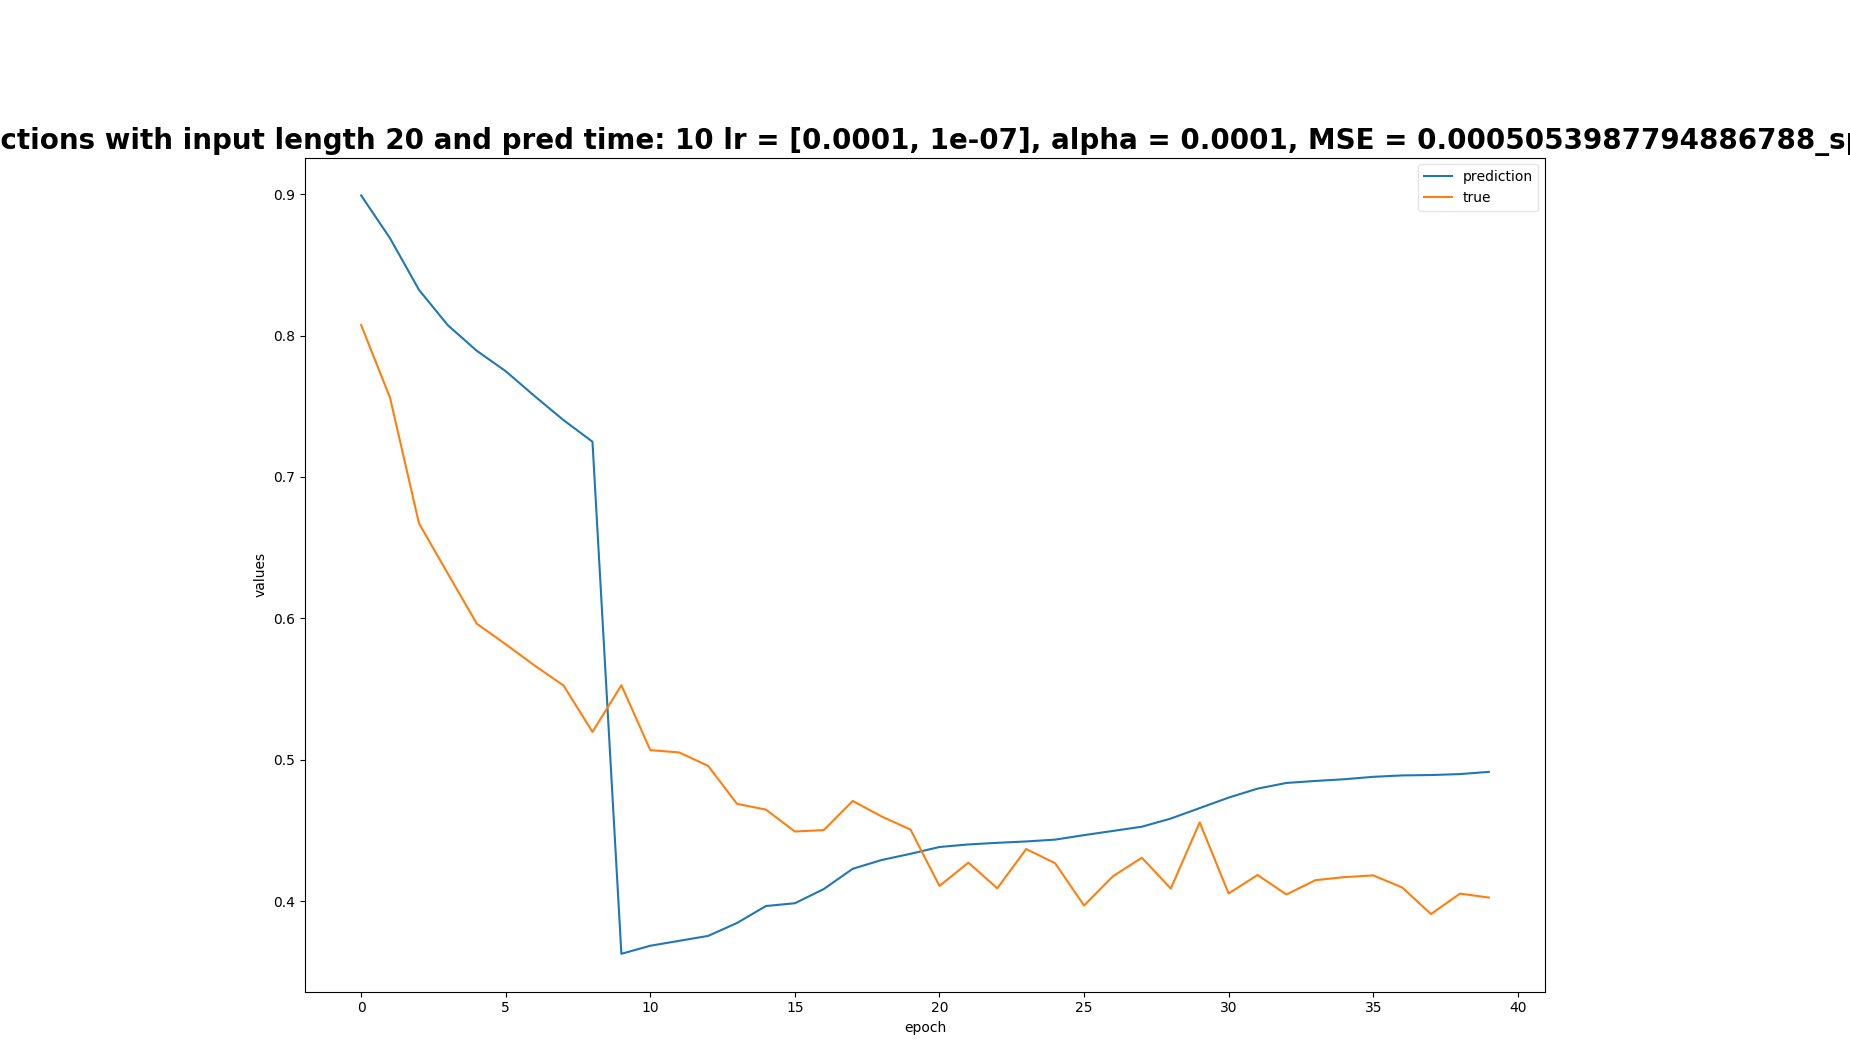 ctions with input length 20 and pred time: 10 lr = [0.0001, 1e-07], alpha = 0.0001, MSE = 0.0005053987794886788_sp
prediction
true
0.9
0.8
0.7
0.6
0.5
0.4
values
0 5 10 15 20 25 30 35 40
epoch